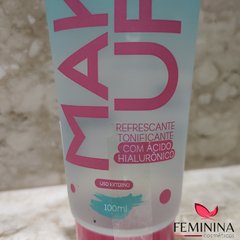 MAK
UP
REFRESCANTE
TONIFICANTE
COM ÁCIDO
HIALURÔNICO
USO EXTERNO
100ml
FEMININA
cosméticos